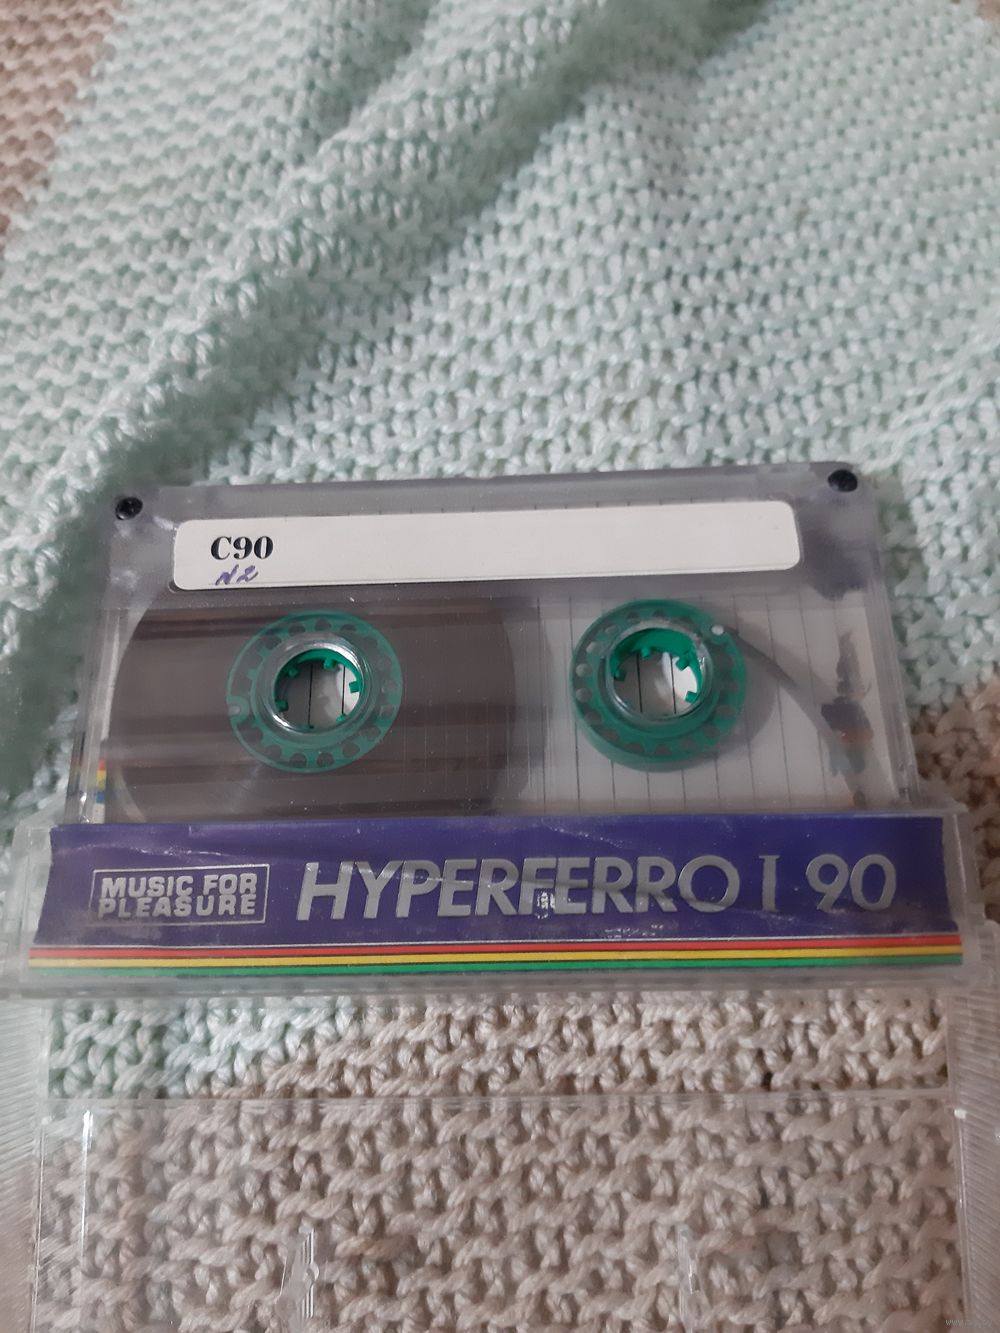 C90
N2
MUSIC FOR
PLEASURE
HYPERFERRO I 90